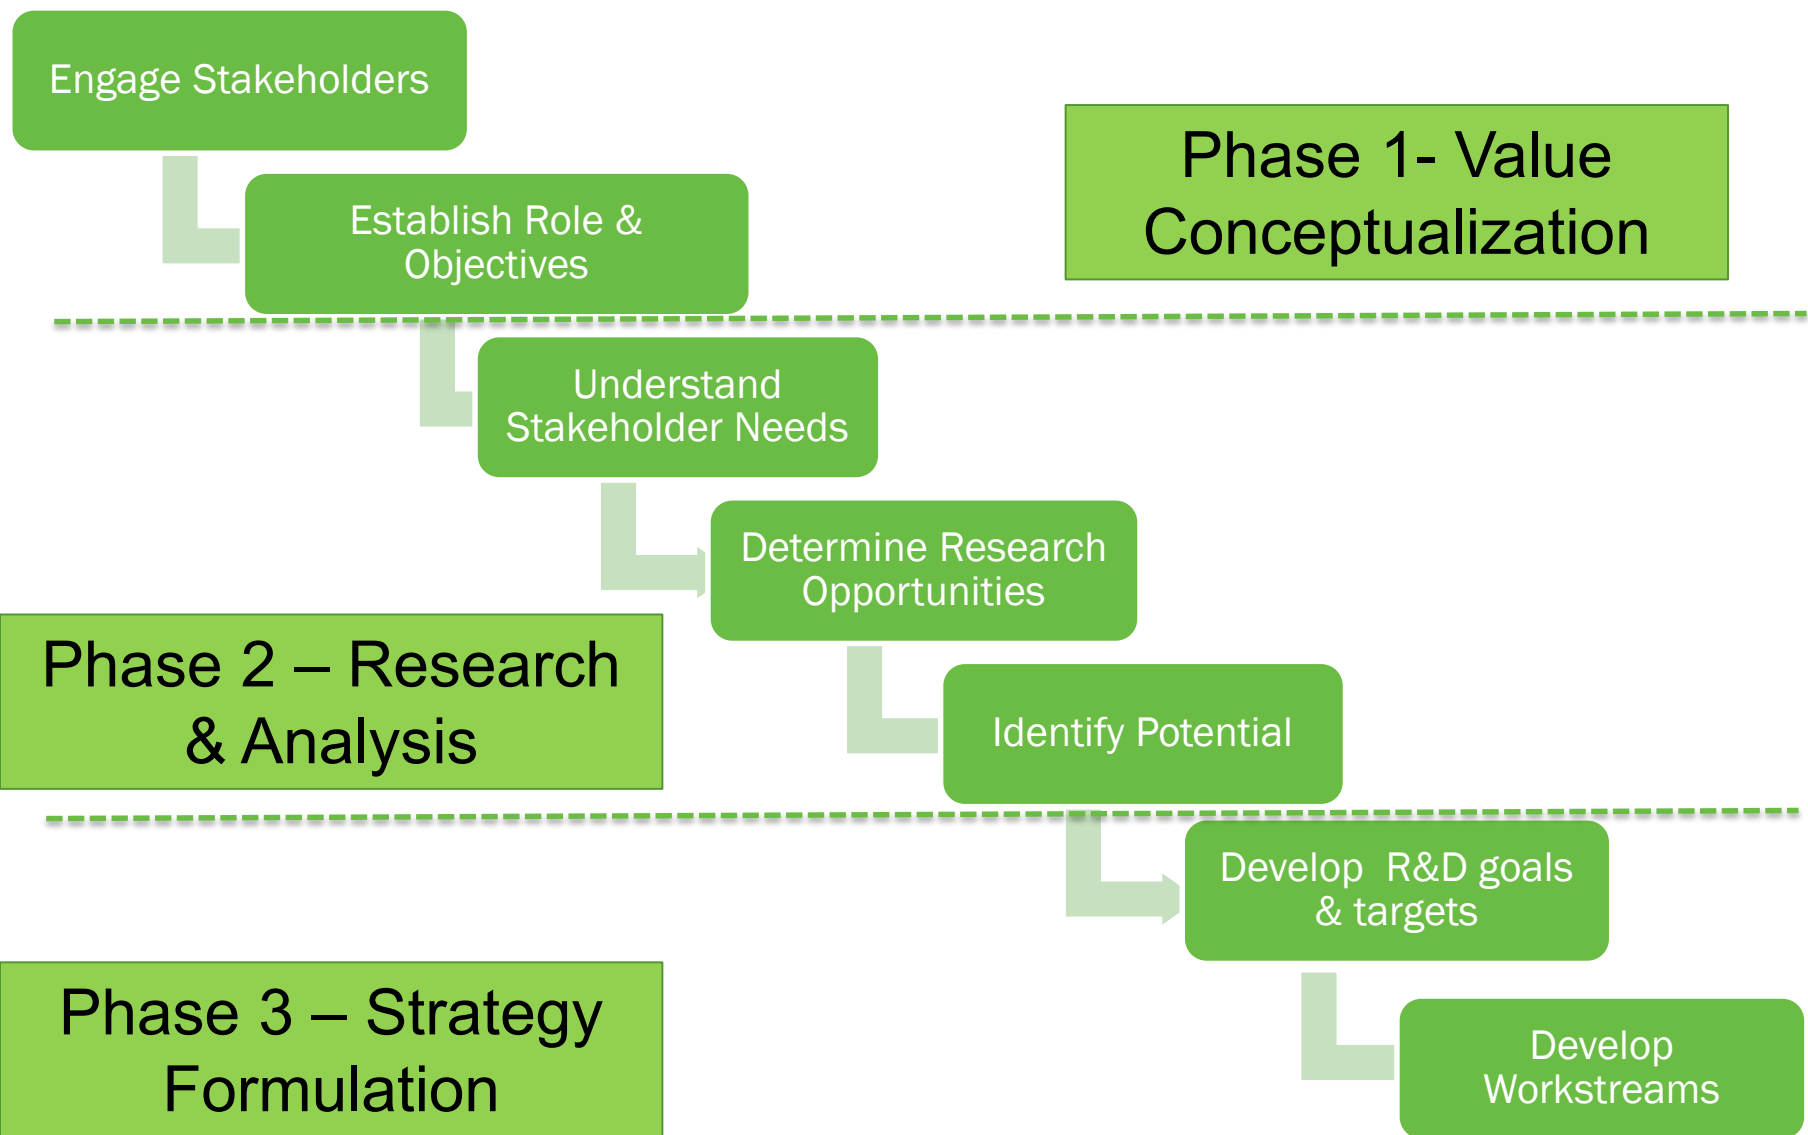 Engage Stakeholders
Phase 1- Value
Conceptualization
Establish Role &
Objectives
Understand
Stakeholder Needs
Determine Research
Opportunities
Phase 2 – Research
& Analysis
Identify Potential
Develop  R&D goals
& targets
Phase 3 – Strategy
Formulation
Develop
Workstreams